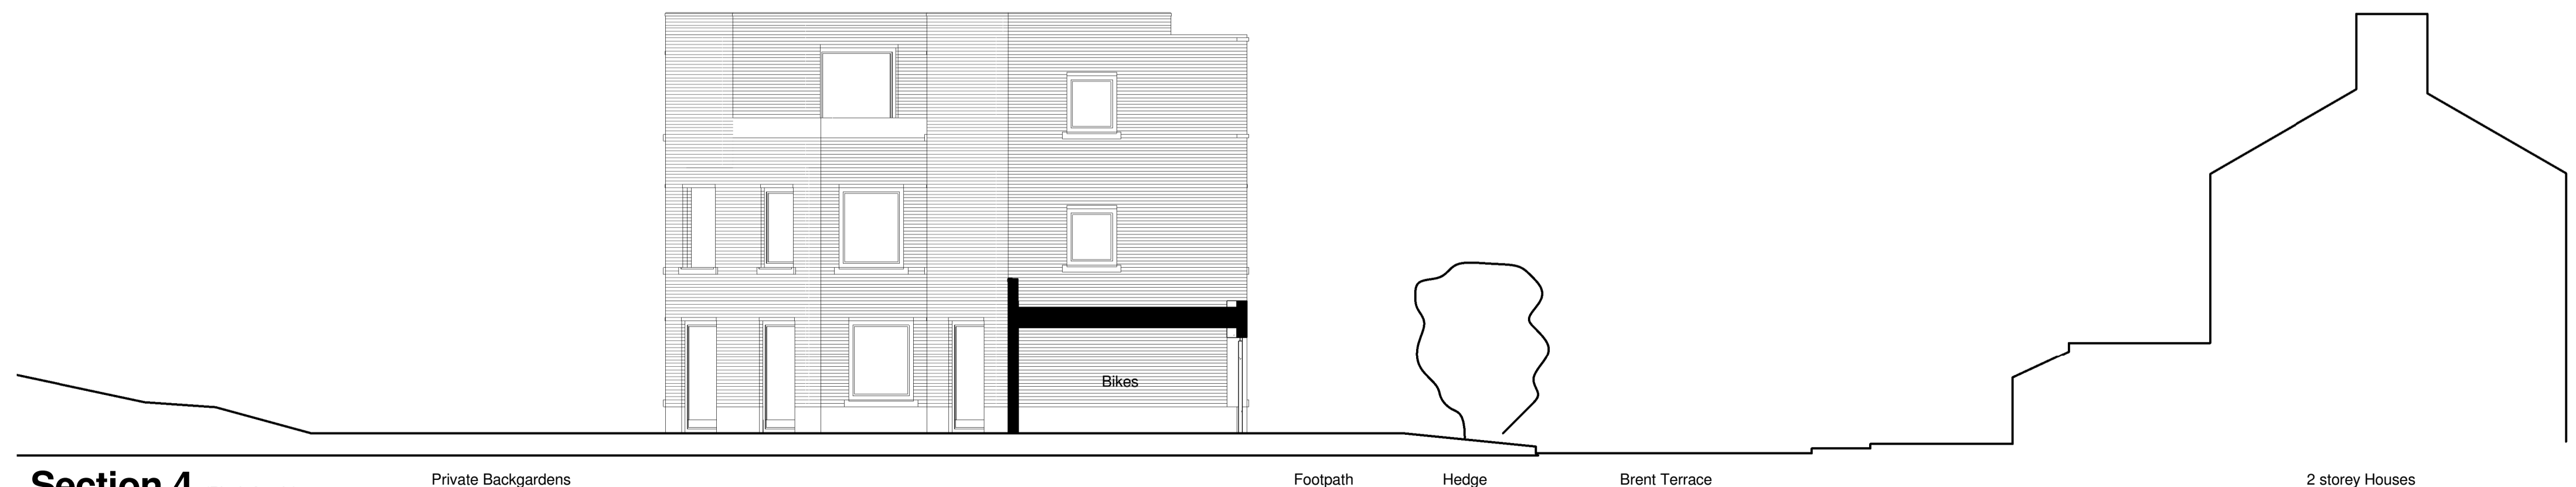 Bikes
Section 4
Private Backgardens
Footpath
Hedge
Brent Terrace
2 storey Houses